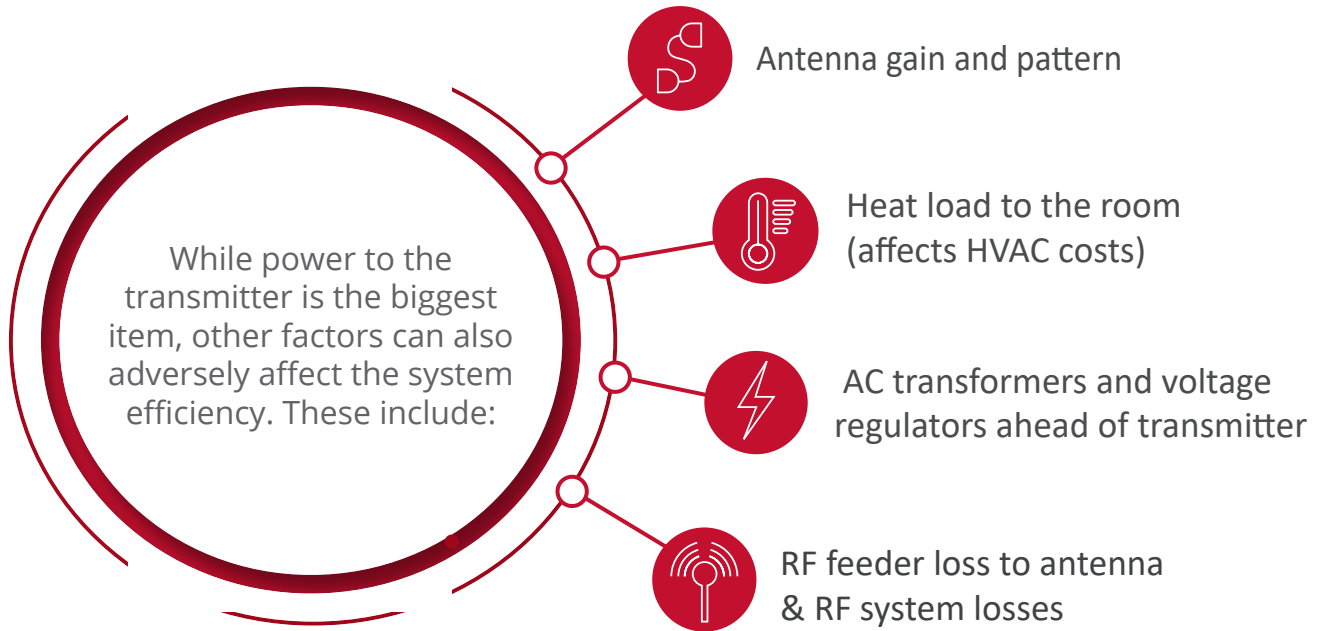 While power to the
transmitter is the biggest
item, other factors can also
adversely affect the system
efficiency. These include:
Antenna gain and pattern
Heat load to the room
(affects HVAC costs)
AC transformers and voltage
regulators ahead of transmitter
RF feeder loss to antenna
& RF system losses